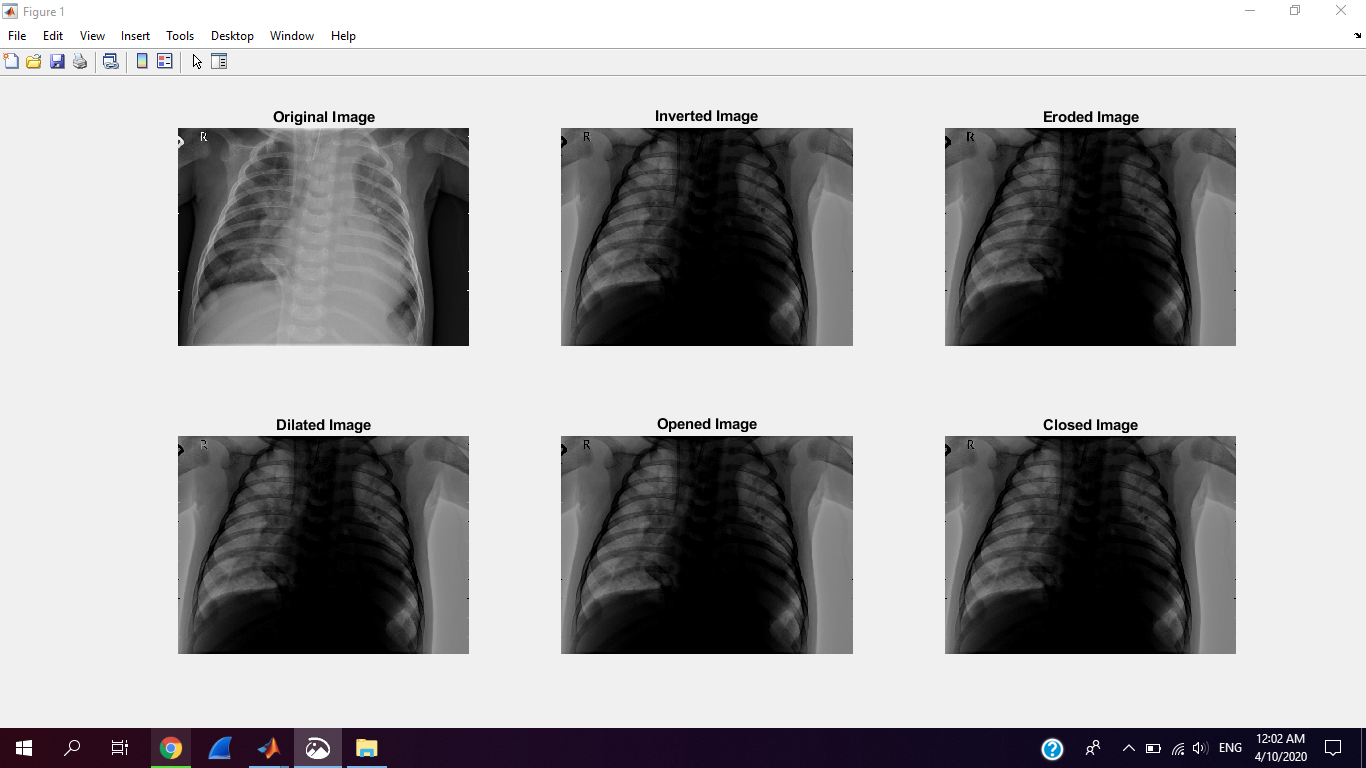 Figure 1
File Edit View Insert Tools Desktop Window Help
Original Image
Inverted Image
Eroded Image
R
R
R
Dilated Image
Opened Image
Closed Image
R
R
R
ENG
12:02 AM
4/10/2020